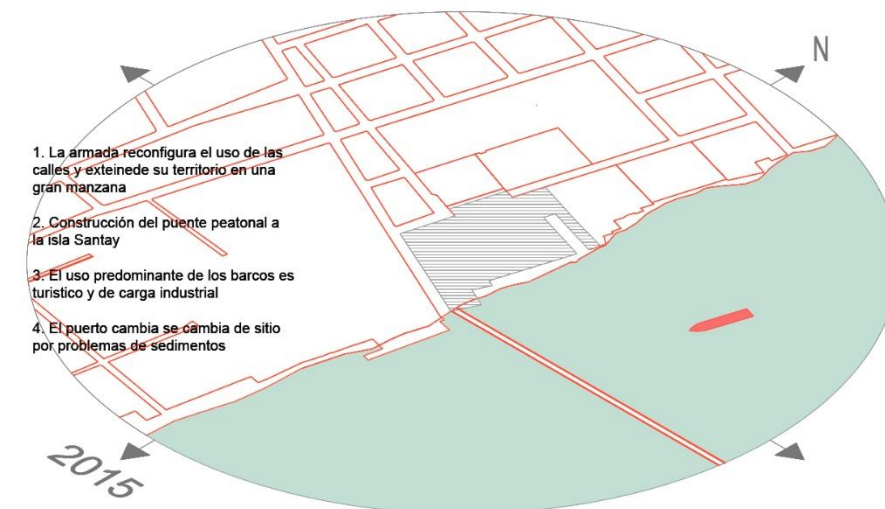 N
1. La armada reconfigura el uso de las
calles y exteinede su territorio en una
gran manzana
2. Construcción del puente peatonal a
la isla Santay
3. El uso predominante de los barcos es
turistico y de carga industrial
4. El puerto cambia se cambia de sitio
por problemas de sedimentos
2015